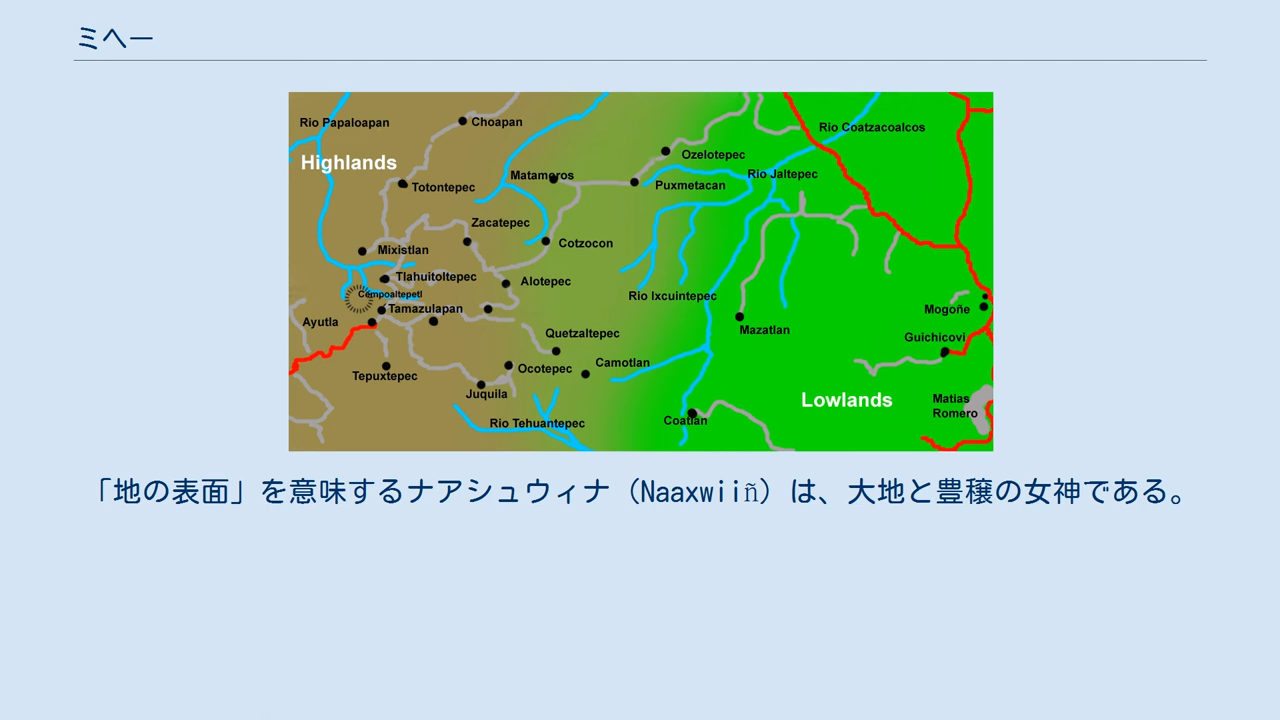 ミヘー
Rio Papaloapan
Choapan
Rio Coatzacoalcos
Highlands
Ozelotepec
Matameros
Rio Jaltepec
Totontepec
Puxmetacan
Zacatepec
Mixistlan
Cotzocon
Tlahuitoltepec
Alotepec
Cempoaltepetl
Rio Ixcuintepec
Tamazulapan
Mogoñe
Ayutla
Quetzaltepec
Mazatlan
Guichicovi
Camotlan
Ocotepec
Tepuxtepec
Juquila
Lowlands
Matias
Romero
Rio Tehuantepec
Coatlan
「地の表面」を意味するナアシュウィナ（Naaxwiiñ）は、大地と豊穣の女神である。